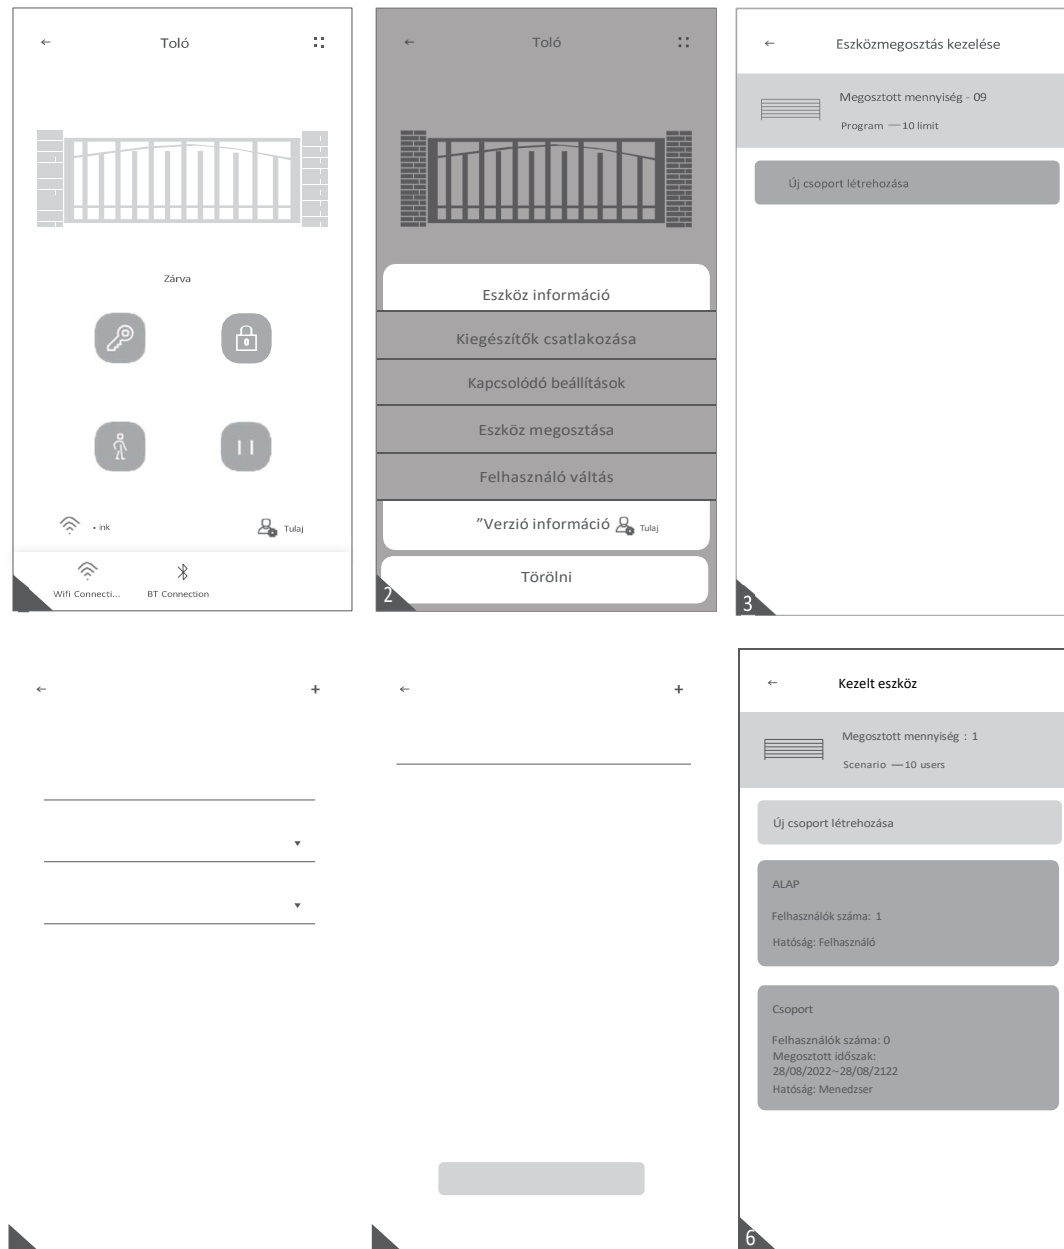 Toló
Zárva
• ink
Tulaj
Wifi Connecti...
BT Connection
Toló
Eszköz információ
Kiegészítők csatlakozása
Kapcsolódó beállítások
Eszköz megosztása
Felhasználó váltás
”Verzió információ
Tulaj
Törölni
2
Eszközmegosztás kezelése
Megosztott mennyiség - 09
Program —10 limit
Új csoport létrehozása
3
Kezelt eszköz
Megosztott mennyiség : 1
Scenario —10 users
Új csoport létrehozása
ALAP
Felhasználók száma: 1
Hatóság: Felhasználó
Csoport
Felhasználók száma: 0
Megosztott időszak:
28/08/2022~28/08/2122
Hatóság: Menedzser
6